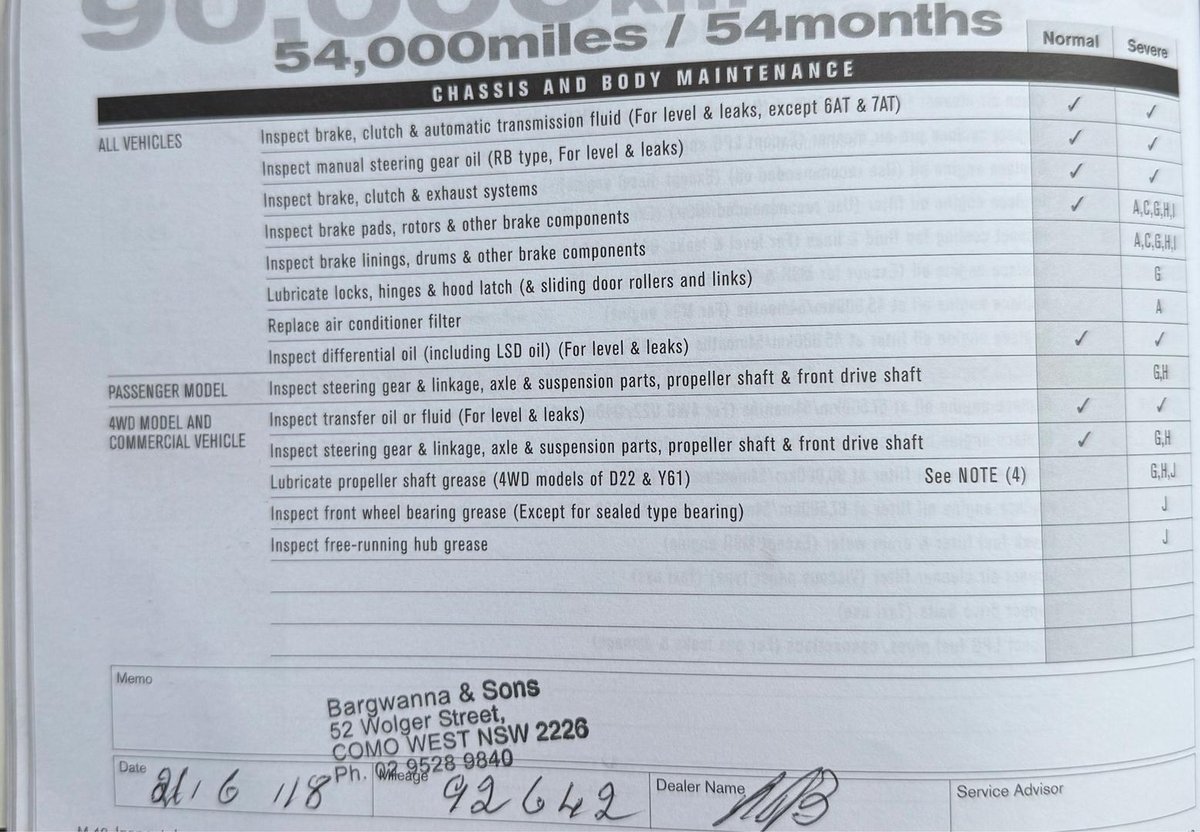 90,000km
54,000miles / 54months
Normal Severe
CHASSIS AND BODY MAINTENANCE
ALL VEHICLES Inspect brake, clutch & automatic transmission fluid (For level & leaks, except 6AT & 7AT) ✓ ✓
Inspect manual steering gear oil (RB type, For level & leaks) ✓ ✓
Inspect brake, clutch & exhaust systems ✓ ✓
Inspect brake pads, rotors & other brake components ✓ A,C,G,H,I
Inspect brake linings, drums & other brake components A,C,G,H,I
Lubricate locks, hinges & hood latch (& sliding door rollers and links) G
Replace air conditioner filter A
Inspect differential oil (including LSD oil) (For level & leaks) ✓ ✓
PASSENGER MODEL Inspect steering gear & linkage, axle & suspension parts, propeller shaft & front drive shaft G,H
4WD MODEL AND Inspect transfer oil or fluid (For level & leaks) ✓ ✓
COMMERCIAL VEHICLE Inspect steering gear & linkage, axle & suspension parts, propeller shaft & front drive shaft ✓ G,H
Lubricate propeller shaft grease (4WD models of D22 & Y61) See NOTE (4) G,H,J
Inspect front wheel bearing grease (Except for sealed type bearing) J
Inspect free-running hub grease J
Memo
Bargwanna & Sons
52 Wolger Street,
COMO WEST NSW 2226
Ph. 02 9528 9840
Date Mileage Dealer Name Service Advisor
92642